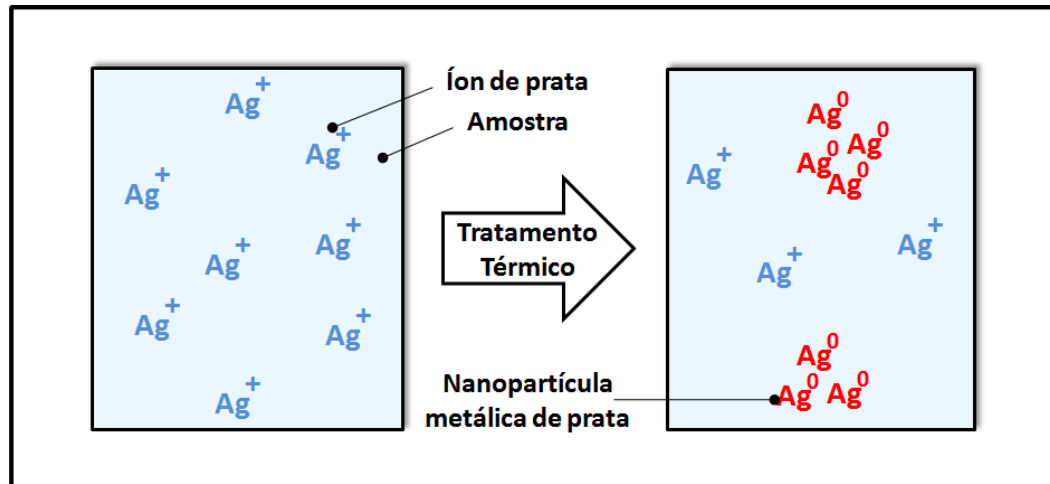 Ag+
Íon de prata
Ag+
Amostra
Ag+
Ag+
Ag+
Ag+
Ag+
Ag+
Tratamento
Térmico
Ag0
Ag0
Ag0
Ag0
Ag+
Ag+
Ag+
Ag0
Ag0
Ag0
Nanopartícula
metálica de prata